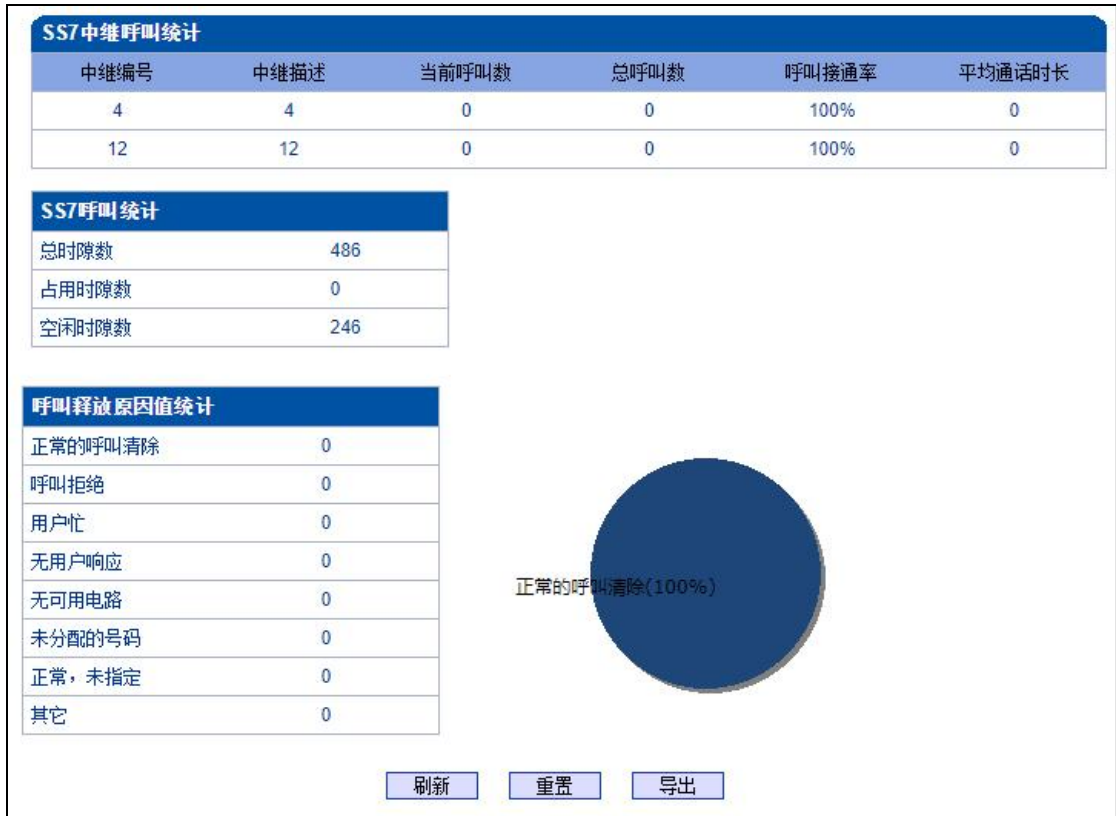 SS7中继呼叫统计
中继编号 中继描述 当前呼叫数 总呼叫数 呼叫接通率 平均通话时长
4 4 0 0 100% 0
12 12 0 0 100% 0
SS7呼叫统计
总时隙数 486
占用时隙数 0
空闲时隙数 246
呼叫释放原因值统计
正常的呼叫清除 0
呼叫拒绝 0
用户忙 0
无用户响应 0
无可用电路 0
未分配的号码 0
正常，未指定 0
其它 0
正常的呼叫清除(100%)
刷新 重置 导出